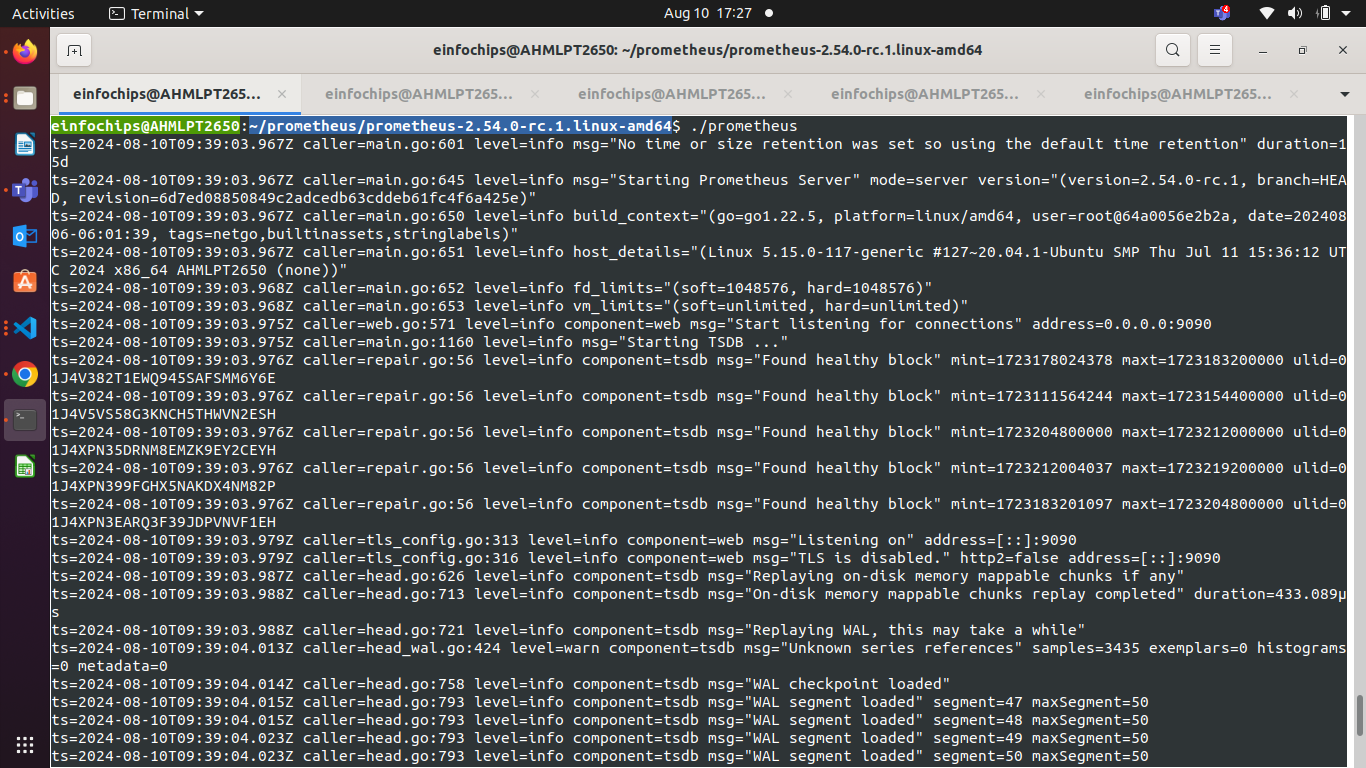 Activities
Terminal
Aug 10 17:27
4
einfochips@AHMLPT2650: ~/prometheus/prometheus-2.54.0-rc.1.linux-amd64
einfochips@AHMLPT265...
einfochips@AHMLPT265...
einfochips@AHMLPT265...
einfochips@AHMLPT265...
einfochips@AHMLPT265...
einfochips@AHMLPT2650:~/prometheus/prometheus-2.54.0-rc.1.linux-amd64$ ./prometheus
ts=2024-08-10T09:39:03.967Z caller=main.go:601 level=info msg="No time or size retention was set so using the default time retention" duration=1
5d
ts=2024-08-10T09:39:03.967Z caller=main.go:645 level=info msg="Starting Prometheus Server" mode=server version="(version=2.54.0-rc.1, branch=HEA
D, revision=6d7ed08850849c2adcedb63cddeb61fc4f6a425e)"
ts=2024-08-10T09:39:03.967Z caller=main.go:650 level=info build_context="(go=go1.22.5, platform=linux/amd64, user=root@64a0056e2b2a, date=202408
06-06:01:39, tags=netgo,builtinassets,stringlabels)"
ts=2024-08-10T09:39:03.967Z caller=main.go:651 level=info host_details="(Linux 5.15.0-117-generic #127~20.04.1-Ubuntu SMP Thu Jul 11 15:36:12 UT
C 2024 x86_64 AHMLPT2650 (none))"
ts=2024-08-10T09:39:03.968Z caller=main.go:652 level=info fd_limits="(soft=1048576, hard=1048576)"
ts=2024-08-10T09:39:03.968Z caller=main.go:653 level=info vm_limits="(soft=unlimited, hard=unlimited)"
ts=2024-08-10T09:39:03.975Z caller=web.go:571 level=info component=web msg="Start listening for connections" address=0.0.0.0:9090
ts=2024-08-10T09:39:03.975Z caller=main.go:1160 level=info msg="Starting TSDB ..."
ts=2024-08-10T09:39:03.976Z caller=repair.go:56 level=info component=tsdb msg="Found healthy block" mint=1723178024378 maxt=1723183200000 ulid=0
1J4V382T1EWQ945SAFSMM6Y6E
ts=2024-08-10T09:39:03.976Z caller=repair.go:56 level=info component=tsdb msg="Found healthy block" mint=1723111564244 maxt=1723154400000 ulid=0
1J4V5VS58G3KNCH5THWVN2ESH
ts=2024-08-10T09:39:03.976Z caller=repair.go:56 level=info component=tsdb msg="Found healthy block" mint=1723204800000 maxt=1723212000000 ulid=0
1J4XPN35DRNM8EMZK9EY2CEYH
ts=2024-08-10T09:39:03.976Z caller=repair.go:56 level=info component=tsdb msg="Found healthy block" mint=1723212004037 maxt=1723219200000 ulid=0
1J4XPN399FGHX5NAKDX4NM82P
ts=2024-08-10T09:39:03.976Z caller=repair.go:56 level=info component=tsdb msg="Found healthy block" mint=1723183201097 maxt=1723204800000 ulid=0
1J4XPN3EARQ3F39JDPVNVF1EH
ts=2024-08-10T09:39:03.979Z caller=tls_config.go:313 level=info component=web msg="Listening on" address=[::]:9090
ts=2024-08-10T09:39:03.979Z caller=tls_config.go:316 level=info component=web msg="TLS is disabled." http2=false address=[::]:9090
ts=2024-08-10T09:39:03.987Z caller=head.go:626 level=info component=tsdb msg="Replaying on-disk memory mappable chunks if any"
ts=2024-08-10T09:39:03.988Z caller=head.go:713 level=info component=tsdb msg="On-disk memory mappable chunks replay completed" duration=433.089µ
s
ts=2024-08-10T09:39:03.988Z caller=head.go:721 level=info component=tsdb msg="Replaying WAL, this may take a while"
ts=2024-08-10T09:39:04.013Z caller=head_wal.go:424 level=warn component=tsdb msg="Unknown series references" samples=3435 exemplars=0 histograms
=0 metadata=0
ts=2024-08-10T09:39:04.014Z caller=head.go:758 level=info component=tsdb msg="WAL checkpoint loaded"
ts=2024-08-10T09:39:04.015Z caller=head.go:793 level=info component=tsdb msg="WAL segment loaded" segment=47 maxSegment=50
ts=2024-08-10T09:39:04.015Z caller=head.go:793 level=info component=tsdb msg="WAL segment loaded" segment=48 maxSegment=50
ts=2024-08-10T09:39:04.023Z caller=head.go:793 level=info component=tsdb msg="WAL segment loaded" segment=49 maxSegment=50
ts=2024-08-10T09:39:04.023Z caller=head.go:793 level=info component=tsdb msg="WAL segment loaded" segment=50 maxSegment=50